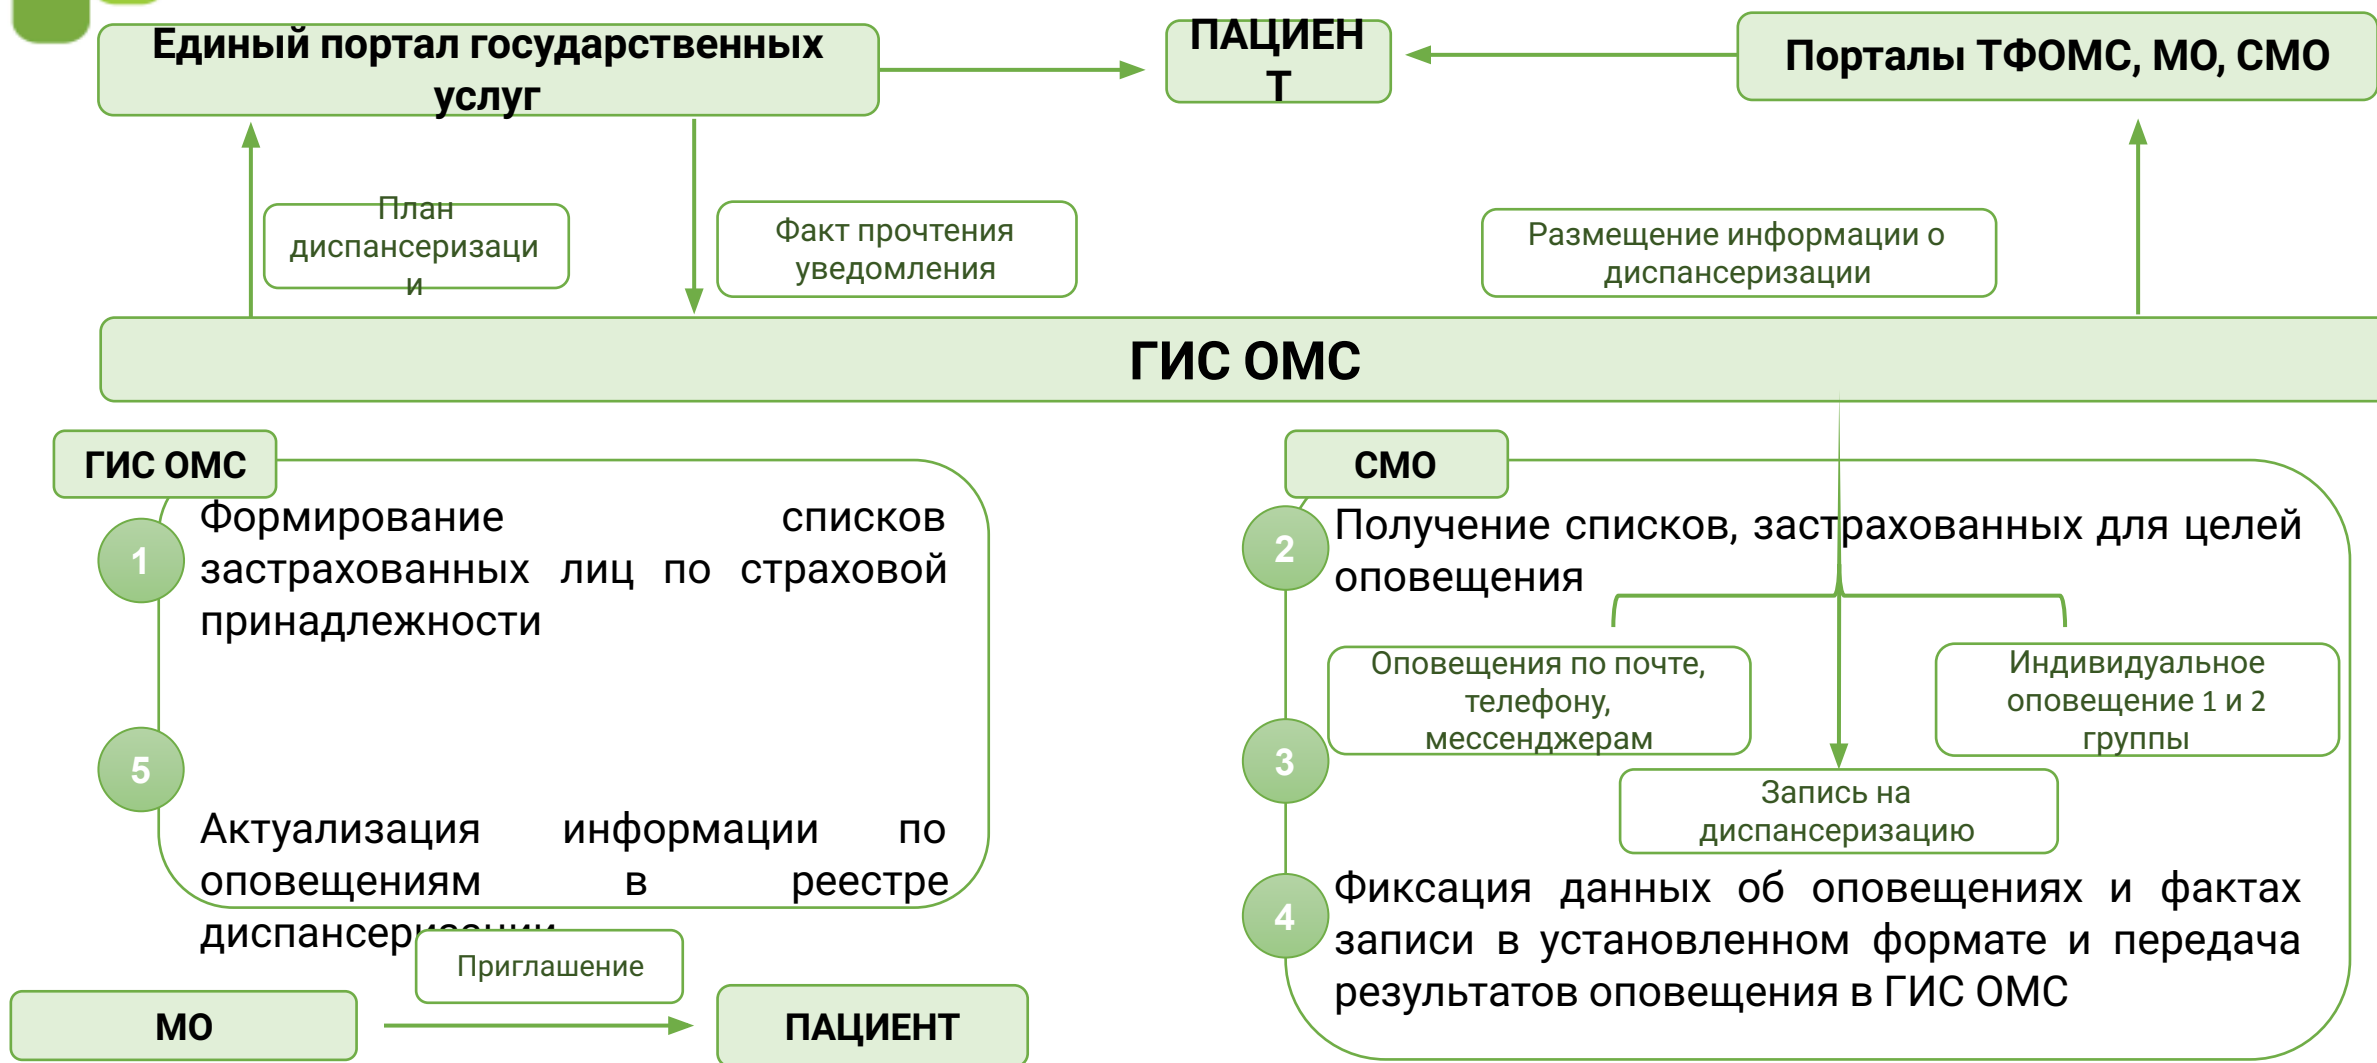 Единый портал государственных
услуг
ПАЦИЕН
Т
Порталы ТФОМС, МО, СМО
План
диспансеризаци
и
Факт прочтения
уведомления
Размещение информации о
диспансеризации
ГИС ОМС
ГИС ОМС
1
Формирование списков
застрахованных лиц по страховой
принадлежности
5
Актуализация информации по
оповещениям в реестре
диспансеризации
Приглашение
МО
ПАЦИЕНТ
СМО
2
Получение списков, застрахованных для целей
оповещения
3
Оповещения по почте,
телефону,
мессенджерам
Индивидуальное
оповещение 1 и 2
группы
Запись на
диспансеризацию
4
Фиксация данных об оповещениях и фактах
записи в установленном формате и передача
результатов оповещения в ГИС ОМС